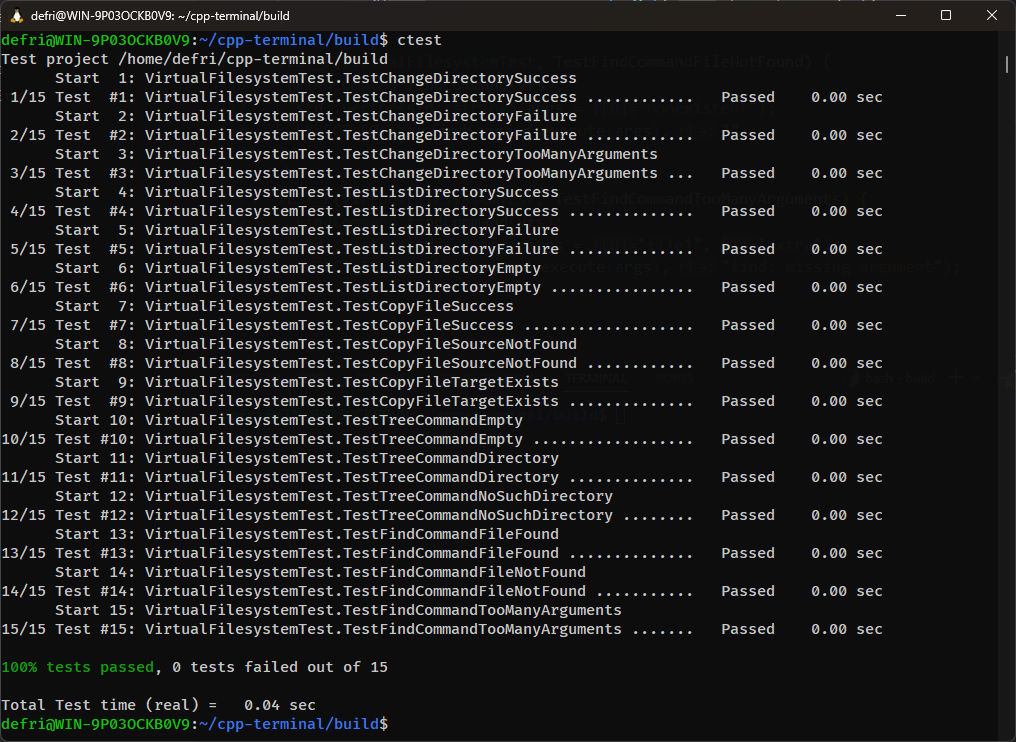 defri@WIN-9P03OCKB0V9: ~/cpp-terminal/build
defri@WIN-9P03OCKB0V9:~/cpp-terminal/build$ ctest
Test project /home/defri/cpp-terminal/build
      Start  1: VirtualFilesystemTest.TestChangeDirectorySuccess
 1/15 Test  #1: VirtualFilesystemTest.TestChangeDirectorySuccess ............   Passed    0.00 sec
      Start  2: VirtualFilesystemTest.TestChangeDirectoryFailure
 2/15 Test  #2: VirtualFilesystemTest.TestChangeDirectoryFailure ............   Passed    0.00 sec
      Start  3: VirtualFilesystemTest.TestChangeDirectoryTooManyArguments
 3/15 Test  #3: VirtualFilesystemTest.TestChangeDirectoryTooManyArguments ...   Passed    0.00 sec
      Start  4: VirtualFilesystemTest.TestListDirectorySuccess
 4/15 Test  #4: VirtualFilesystemTest.TestListDirectorySuccess ..............   Passed    0.00 sec
      Start  5: VirtualFilesystemTest.TestListDirectoryFailure
 5/15 Test  #5: VirtualFilesystemTest.TestListDirectoryFailure ..............   Passed    0.00 sec
      Start  6: VirtualFilesystemTest.TestListDirectoryEmpty
 6/15 Test  #6: VirtualFilesystemTest.TestListDirectoryEmpty ................   Passed    0.00 sec
      Start  7: VirtualFilesystemTest.TestCopyFileSuccess
 7/15 Test  #7: VirtualFilesystemTest.TestCopyFileSuccess ...................   Passed    0.00 sec
      Start  8: VirtualFilesystemTest.TestCopyFileSourceNotFound
 8/15 Test  #8: VirtualFilesystemTest.TestCopyFileSourceNotFound ............   Passed    0.00 sec
      Start  9: VirtualFilesystemTest.TestCopyFileTargetExists
 9/15 Test  #9: VirtualFilesystemTest.TestCopyFileTargetExists ..............   Passed    0.00 sec
      Start 10: VirtualFilesystemTest.TestTreeCommandEmpty
10/15 Test #10: VirtualFilesystemTest.TestTreeCommandEmpty ..................   Passed    0.00 sec
      Start 11: VirtualFilesystemTest.TestTreeCommandDirectory
11/15 Test #11: VirtualFilesystemTest.TestTreeCommandDirectory ..............   Passed    0.00 sec
      Start 12: VirtualFilesystemTest.TestTreeCommandNoSuchDirectory
12/15 Test #12: VirtualFilesystemTest.TestTreeCommandNoSuchDirectory ........   Passed    0.00 sec
      Start 13: VirtualFilesystemTest.TestFindCommandFileFound
13/15 Test #13: VirtualFilesystemTest.TestFindCommandFileFound ..............   Passed    0.00 sec
      Start 14: VirtualFilesystemTest.TestFindCommandFileNotFound
14/15 Test #14: VirtualFilesystemTest.TestFindCommandFileNotFound ...........   Passed    0.00 sec
      Start 15: VirtualFilesystemTest.TestFindCommandTooManyArguments
15/15 Test #15: VirtualFilesystemTest.TestFindCommandTooManyArguments .......   Passed    0.00 sec

100% tests passed, 0 tests failed out of 15

Total Test time (real) =   0.04 sec
defri@WIN-9P03OCKB0V9:~/cpp-terminal/build$